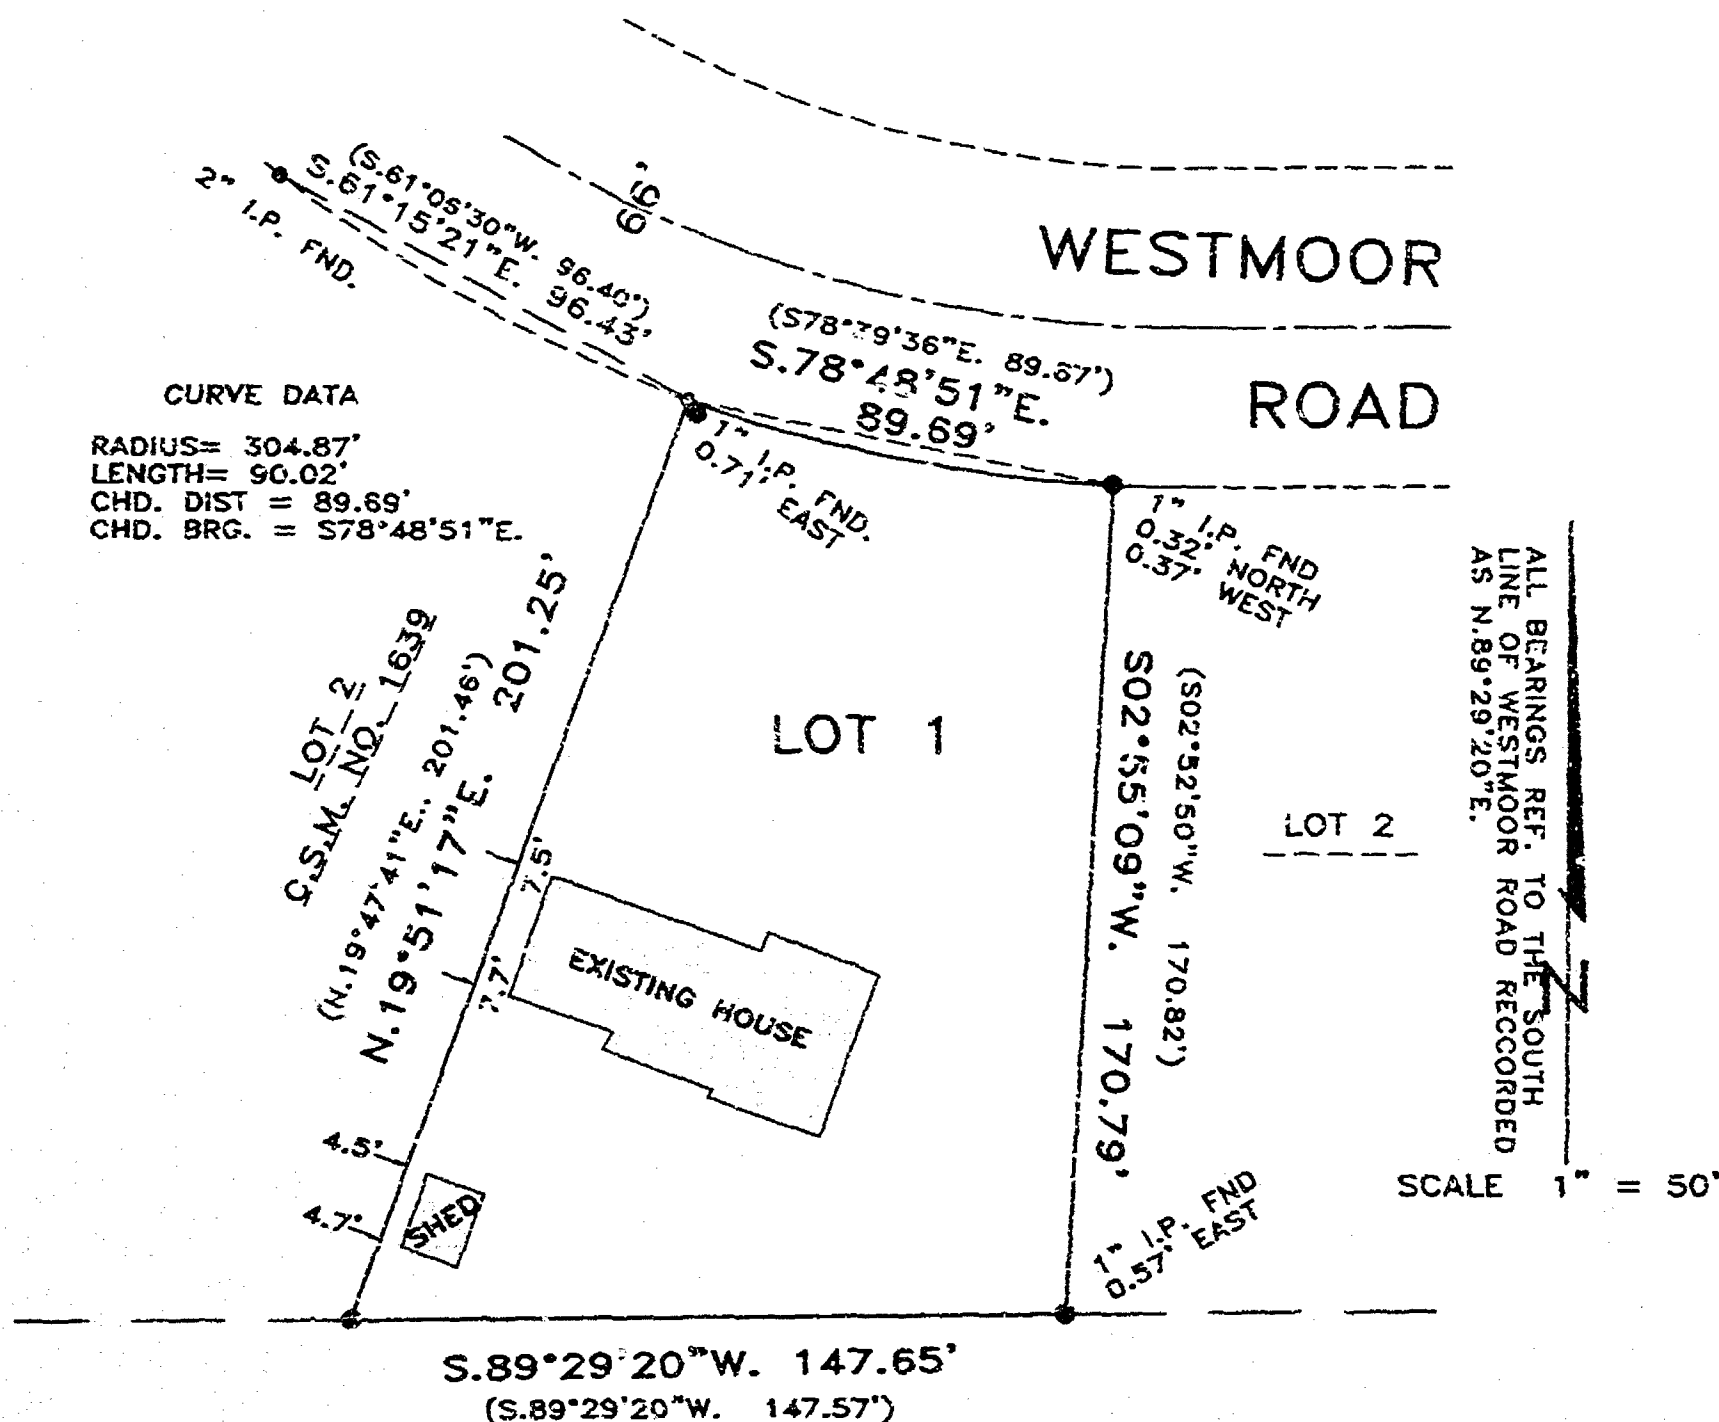 (S.61°05'30"W. 96.40')
S.61°15'21"E. 96.43'
2" I.P. FND.
66'
WESTMOOR
ROAD
(S78°39'36"E. 89.67')
S.78°48'51"E.
89.69'
CURVE DATA
RADIUS= 304.87'
LENGTH= 90.02'
CHD. DIST = 89.69'
CHD. BRG. = S78°48'51"E.
1" I.P. FND.
0.71' EAST
1" I.P. FND
0.32' NORTH
0.37' WEST
LOT 2
C.S.M. NO. 1639
(N.19°47'41"E.. 201.46')
N.19°51'17"E. 201.25'
LOT 1
S02°55'09"W. 170.79'
(S02°52'50"W. 170.82')
LOT 2
ALL BEARINGS REF. TO THE SOUTH
LINE OF WESTMOOR ROAD RECCORDED
AS N.89°29'20"E.
N
7.5'
7.7'
EXISTING HOUSE
4.5'
4.7'
SHED
1" I.P. FND
0.57' EAST
SCALE 1" = 50'
S.89°29'20"W. 147.65'
(S.89°29'20"W. 147.57')